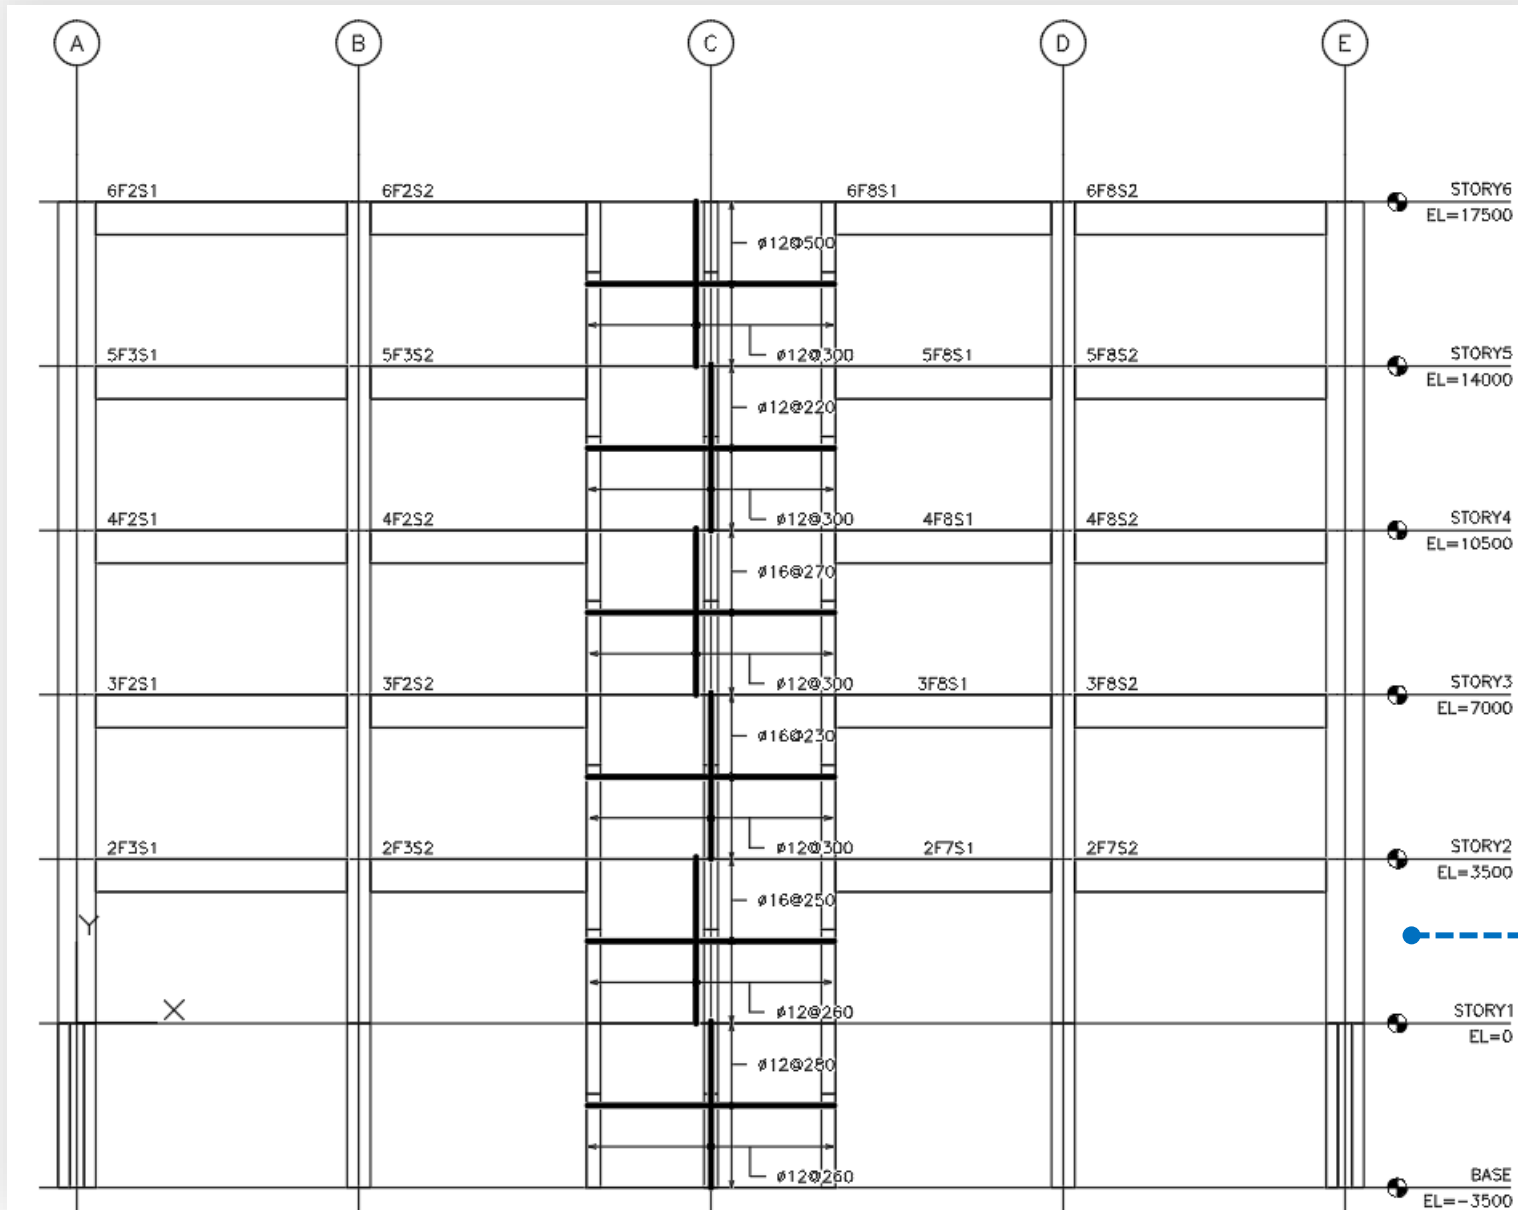 A B C D E
6F2S1 6F2S2 6F8S1 6F8S2 STORY6
EL=17500
ø12@500
ø12@300
5F3S1 5F3S2 5F8S1 5F8S2 STORY5
EL=14000
ø12@220
ø12@300
4F2S1 4F2S2 4F8S1 4F8S2 STORY4
EL=10500
ø16@270
ø12@300
3F2S1 3F2S2 3F8S1 3F8S2 STORY3
EL=7000
ø16@230
ø12@300
2F3S1 2F3S2 2F7S1 2F7S2 STORY2
EL=3500
ø16@250
Y
X
ø12@260
STORY1
EL=0
ø12@280
ø12@260
BASE
EL=-3500